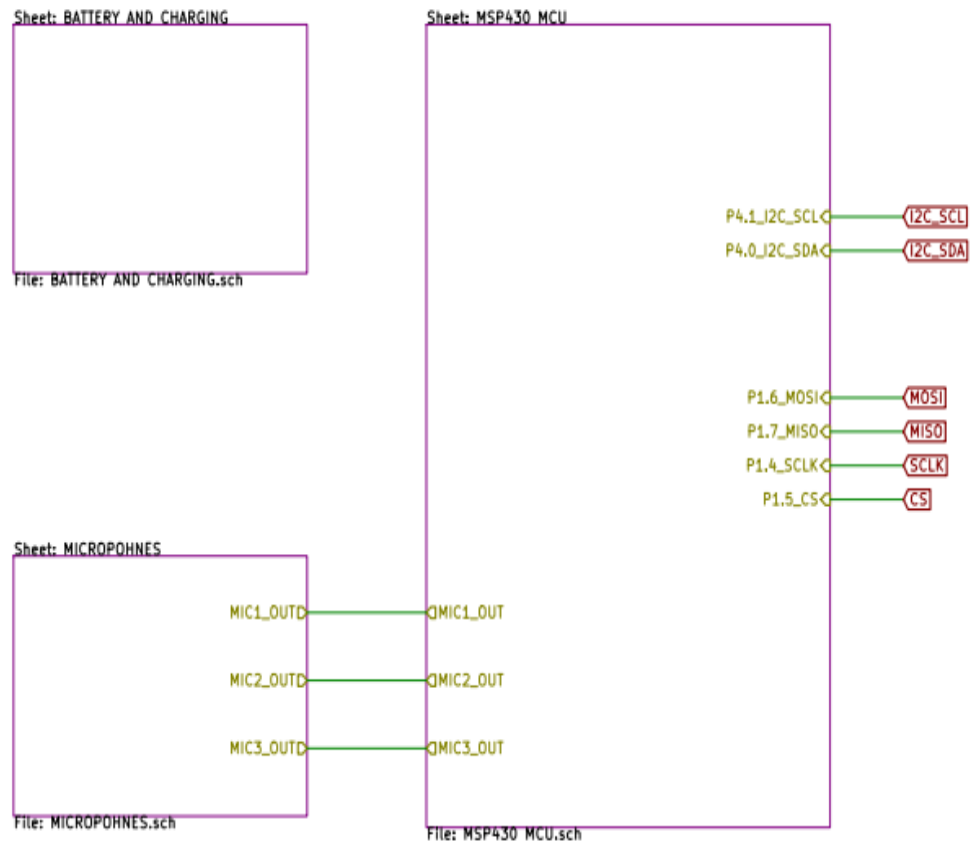 Sheet: BATTERY AND CHARGING
File: BATTERY AND CHARGING.sch
Sheet: MSP430 MCU
P4.1_I2C_SCL
I2C_SCL
P4.0_I2C_SDA
I2C_SDA
P1.6_MOSI
MOSI
P1.7_MISO
MISO
P1.4_SCLK
SCLK
P1.5_CS
CS
Sheet: MICROPOHNES
MIC1_OUT
MIC1_OUT
MIC2_OUT
MIC2_OUT
MIC3_OUT
MIC3_OUT
File: MICROPOHNES.sch
File: MSP430 MCU.sch